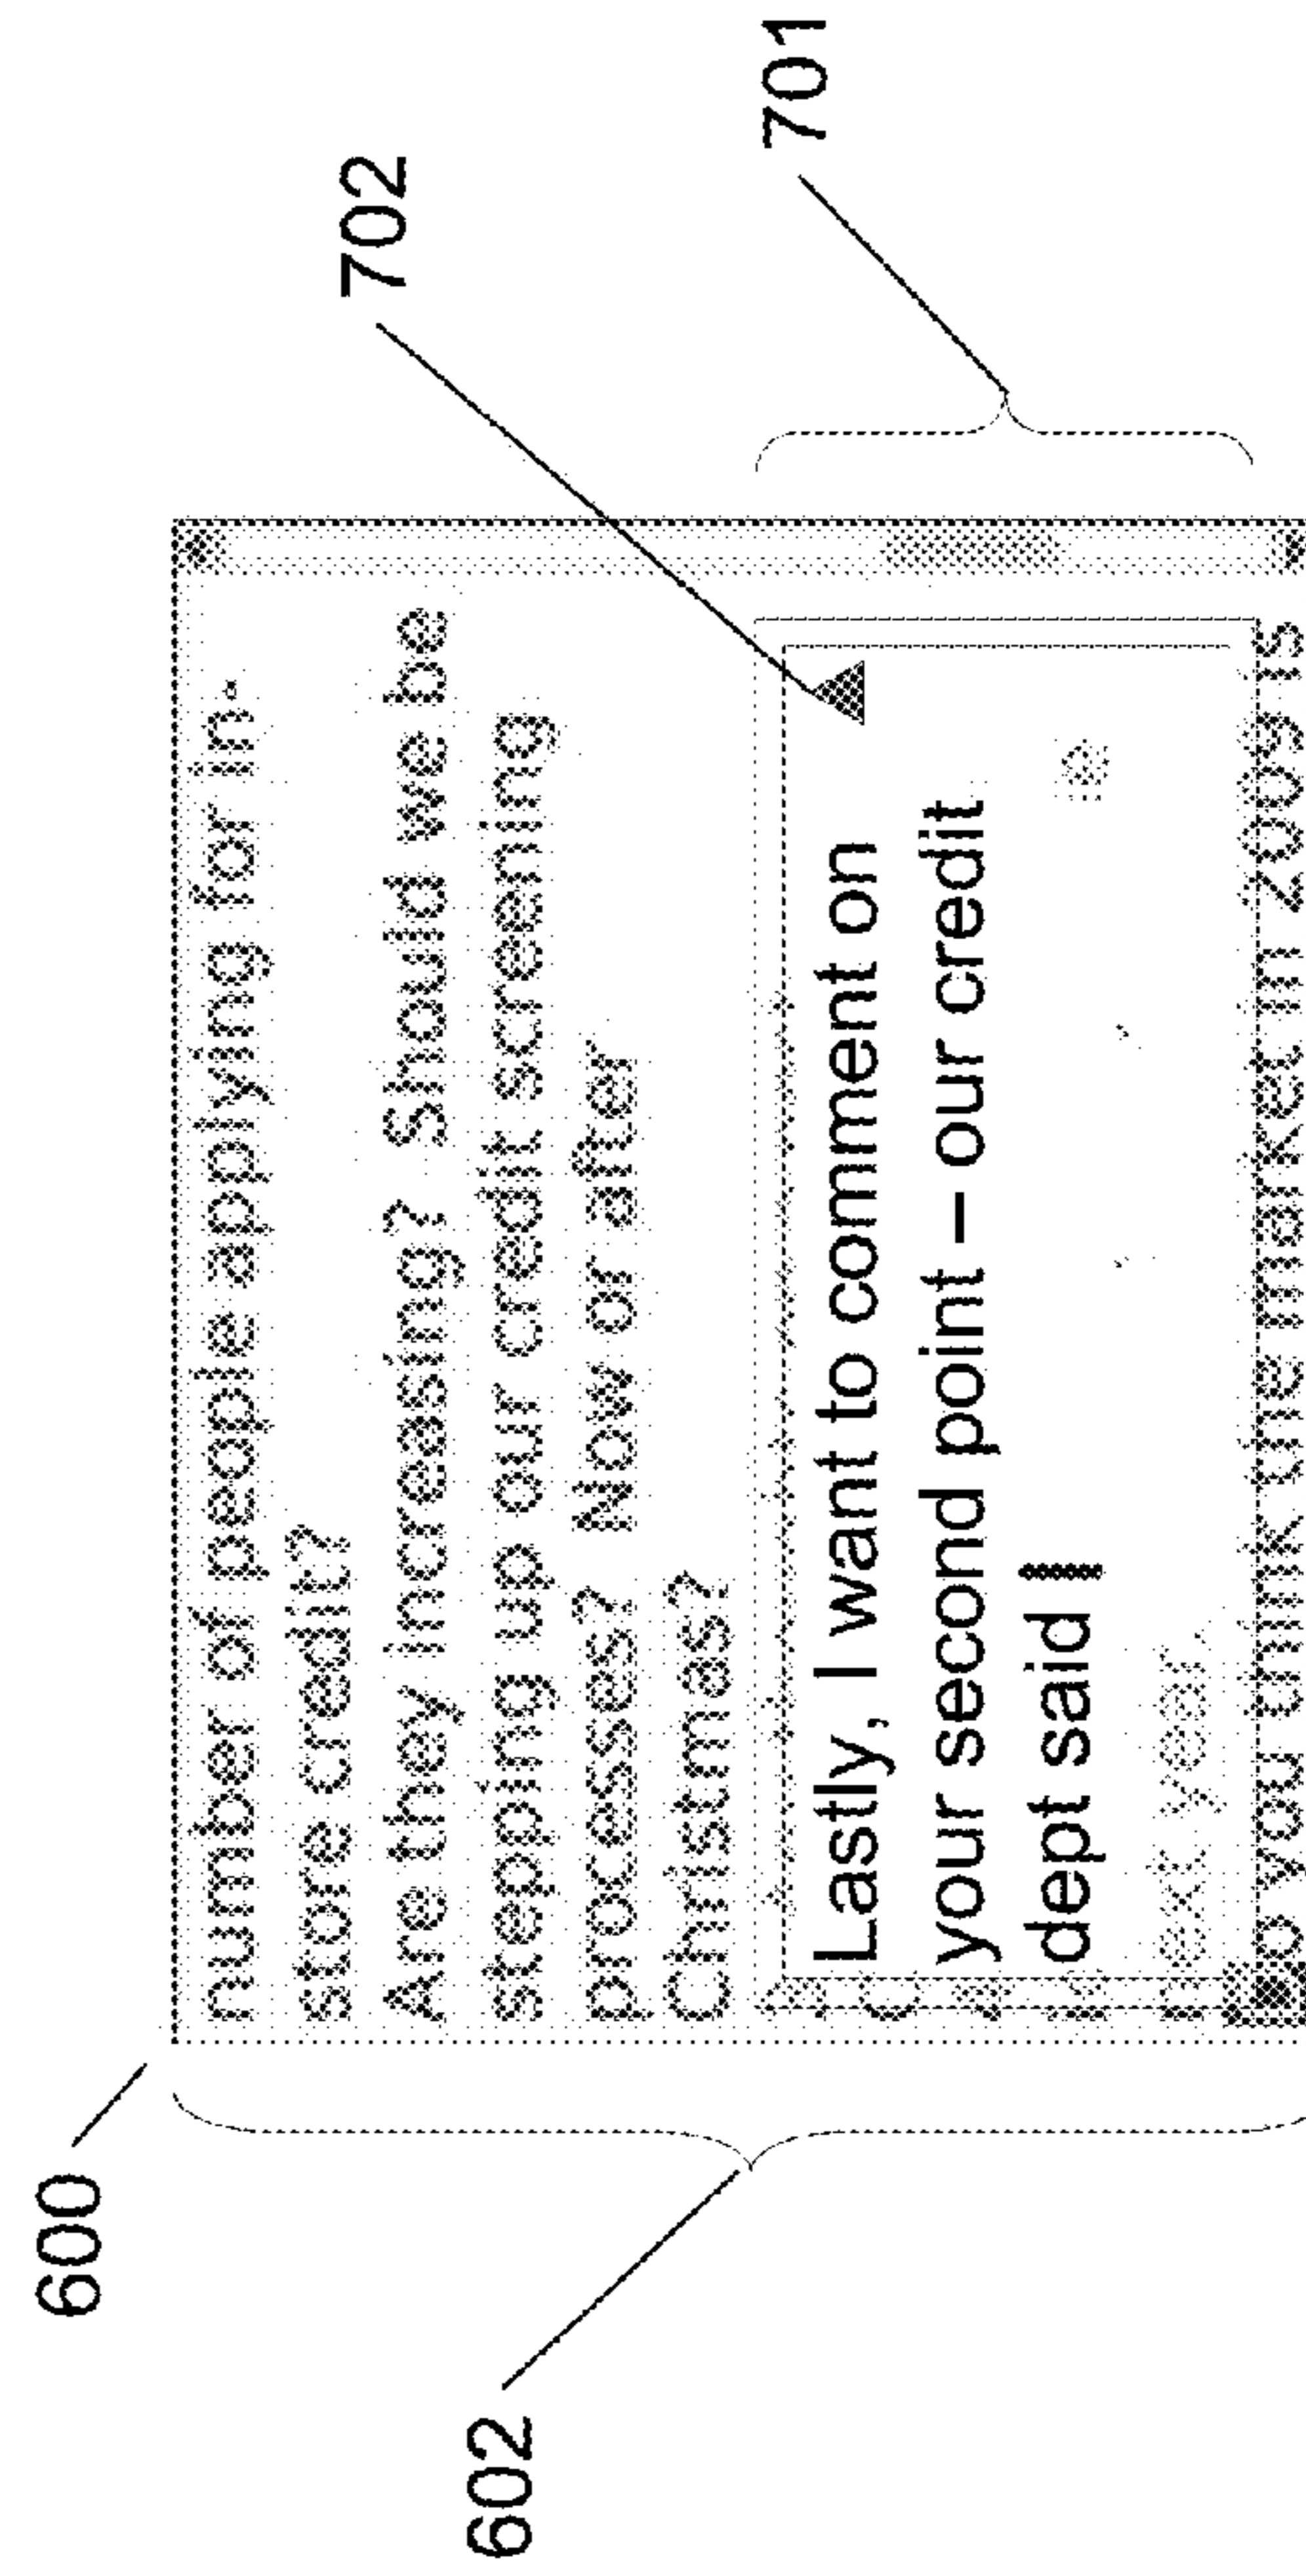 600
602
702
701
number of people applying for in-
store credit?
Are they increasing? Should we be
stepping up our credit screening
processes? Now or after
Christmas?
Lastly, I want to comment on
your second point – our credit
dept said
next year.
you think the market in 2009 is